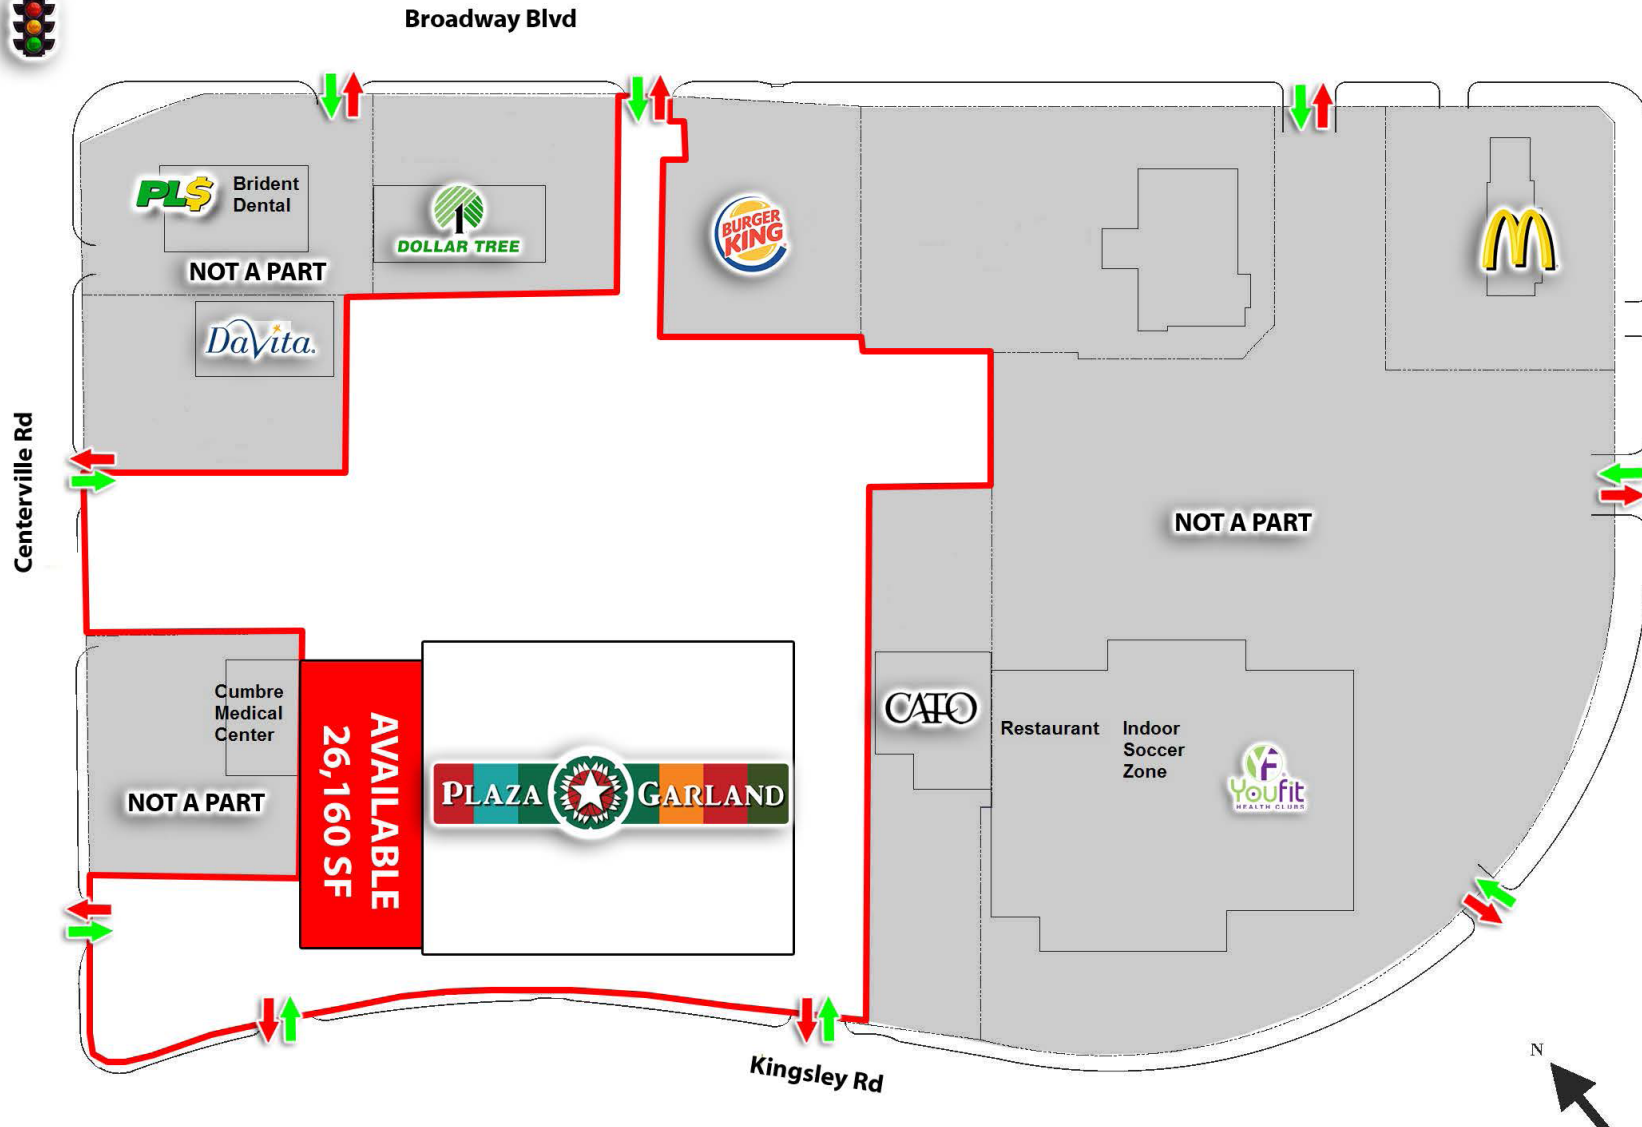 Broadway Blvd
PLS
Brident
Dental
DOLLAR TREE
BURGER
KING
NOT A PART
DaVita.
Centerville Rd
NOT A PART
Cumbre
Medical
Center
NOT A PART
AVAILABLE
26,160 SF
PLAZA GARLAND
CATO
Restaurant
Indoor
Soccer
Zone
YF
Youfit
HEALTH CLUBS
Kingsley Rd
N